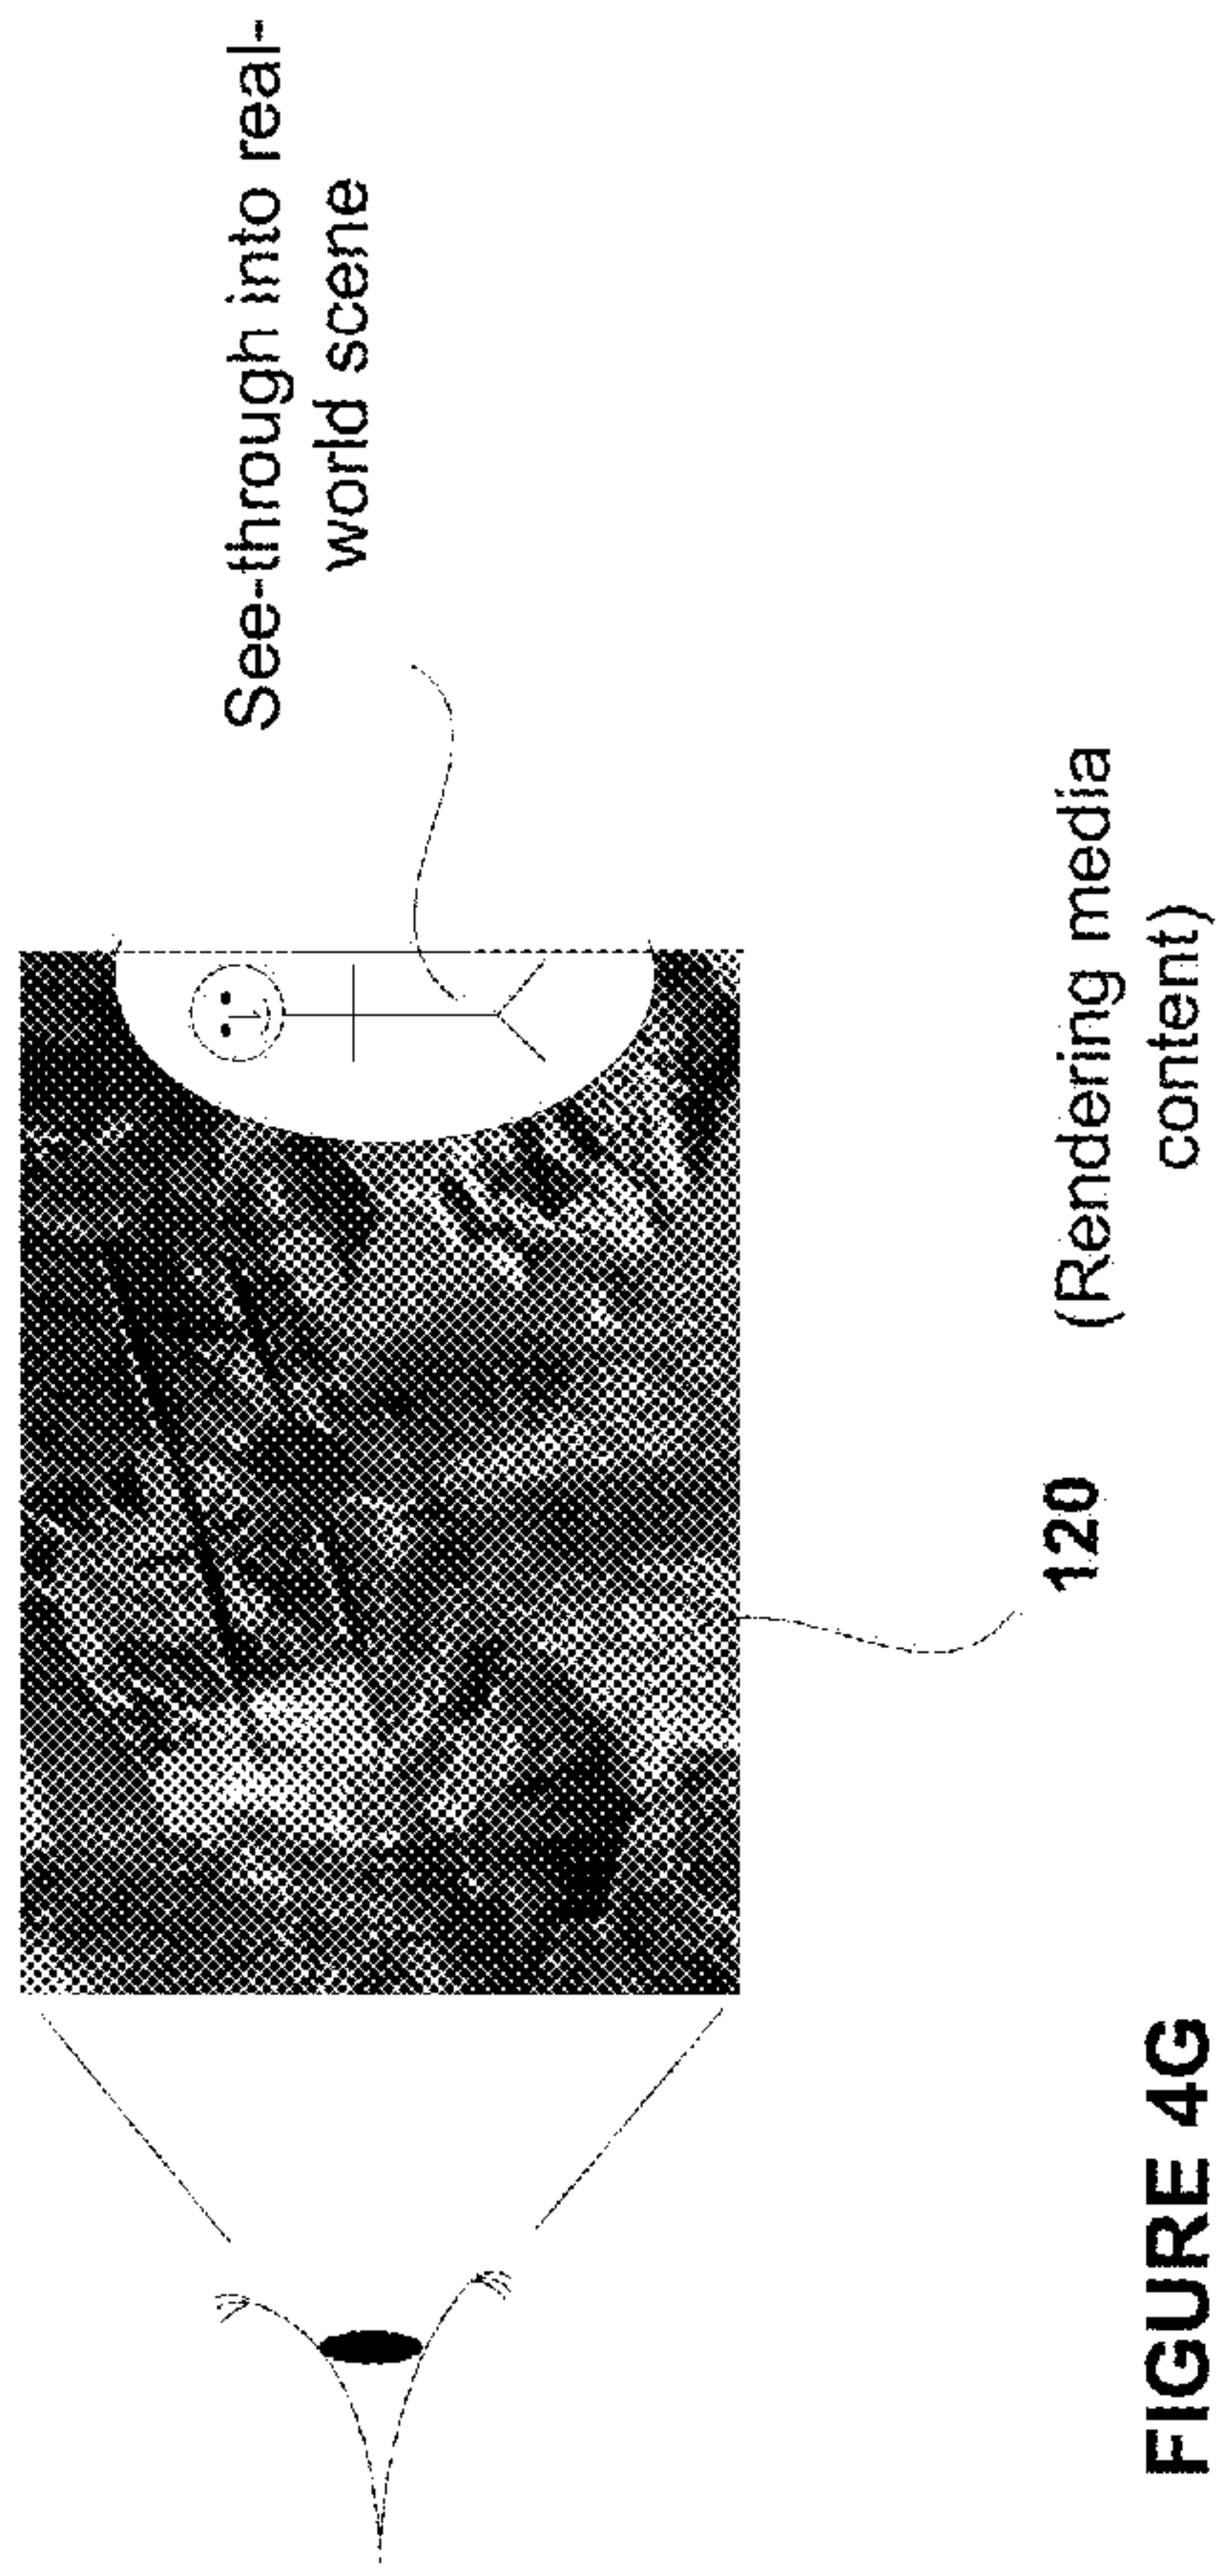 See-through into real-
world scene
120 (Rendering media
content)
FIGURE 4G